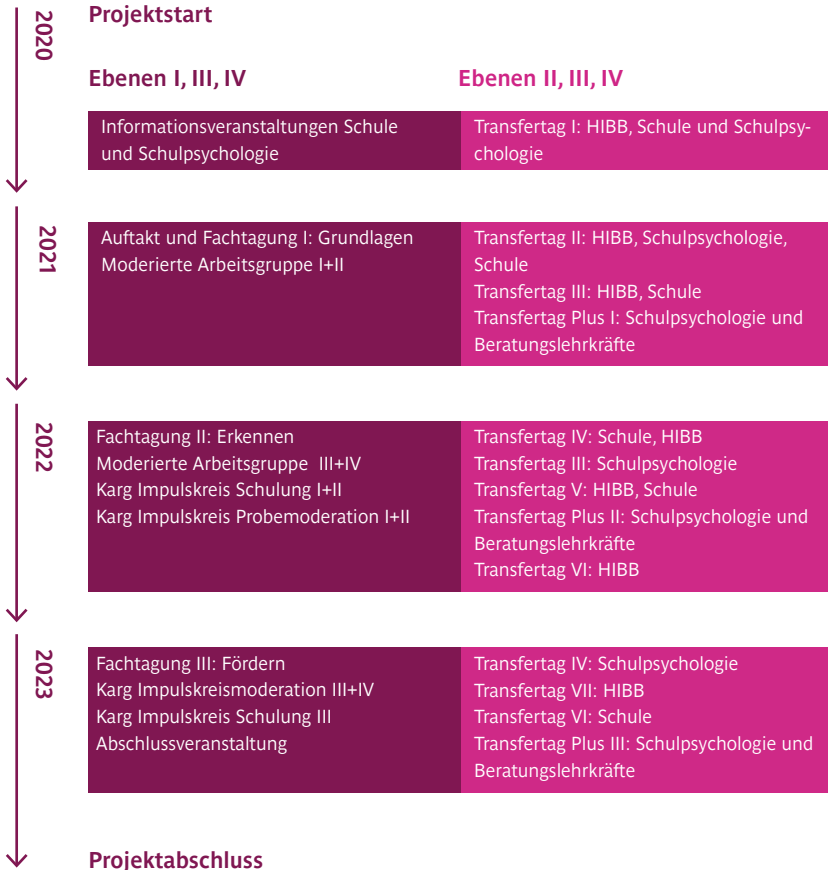 2020
Projektstart
Ebenen I, III, IV
Ebenen II, III, IV
Informationsveranstaltungen Schule
und Schulpsychologie
Transfertag I: HIBB, Schule und Schulpsy-
chologie
2021
Auftakt und Fachtagung I: Grundlagen
Moderierte Arbeitsgruppe I+II
Transfertag II: HIBB, Schulpsychologie,
Schule
Transfertag III: HIBB, Schule
Transfertag Plus I: Schulpsychologie und
Beratungslehrkräfte
2022
Fachtagung II: Erkennen
Moderierte Arbeitsgruppe III+IV
Karg Impulskreis Schulung I+II
Karg Impulskreis Probemoderation I+II
Transfertag IV: Schule, HIBB
Transfertag III: Schulpsychologie
Transfertag V: HIBB, Schule
Transfertag Plus II: Schulpsychologie und
Beratungslehrkräfte
Transfertag VI: HIBB
2023
Fachtagung III: Fördern
Karg Impulskreismoderation III+IV
Karg Impulskreis Schulung III
Abschlussveranstaltung
Transfertag IV: Schulpsychologie
Transfertag VII: HIBB
Transfertag VI: Schule
Transfertag Plus III: Schulpsychologie und
Beratungslehrkräfte
Projektabschluss